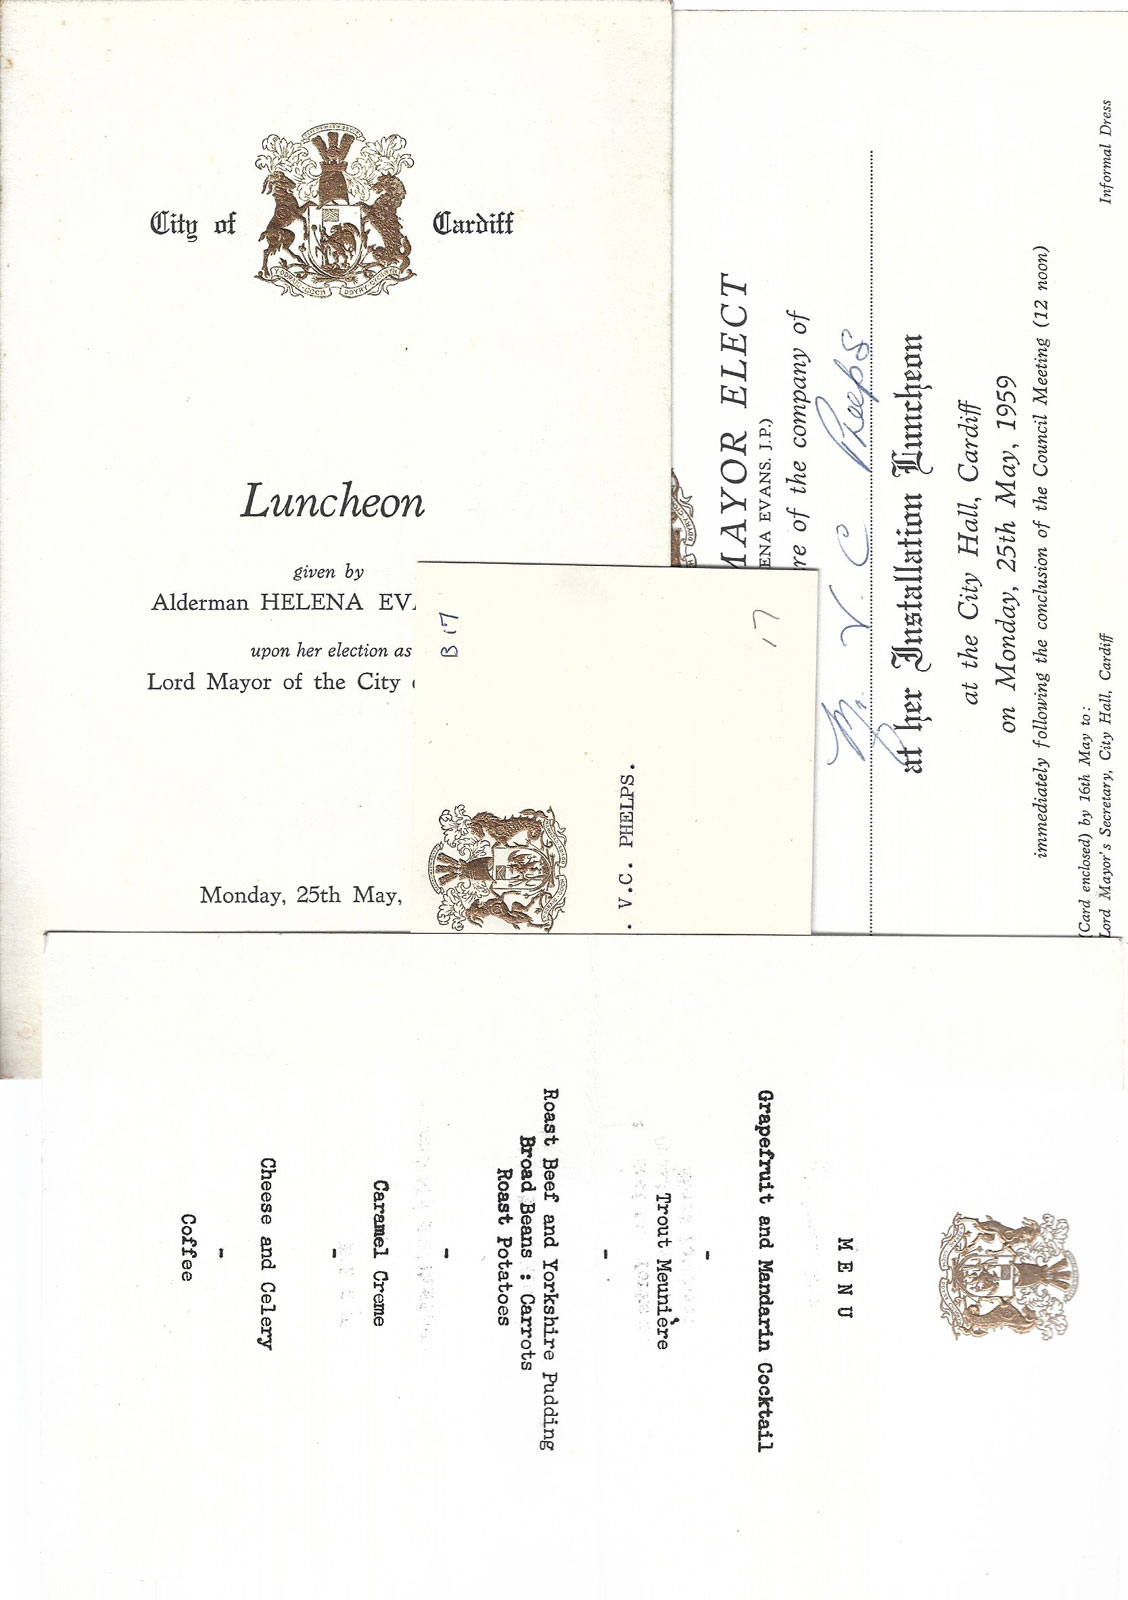 City of Cardiff
Luncheon
given by
Alderman HELENA EVA
upon her election as
Lord Mayor of the City
Monday, 25th May,
MAYOR ELECT
ENA EVANS. J.P.)
re of the company of
Mr V. C Phelps
at her Installation Luncheon
at the City Hall, Cardiff
on Monday, 25th May, 1959
immediately following the conclusion of the Council Meeting (12 noon)
(Card enclosed) by 16th May to:
Lord Mayor's Secretary, City Hall, Cardiff
Informal Dress
B 17
17
. V.C. PHELPS.
MENU
Grapefruit and Mandarin Cocktail
-
Trout Meunière
-
Roast Beef and Yorkshire Pudding
Broad Beans : Carrots
Roast Potatoes
-
Caramel Creme
-
Cheese and Celery
-
Coffee